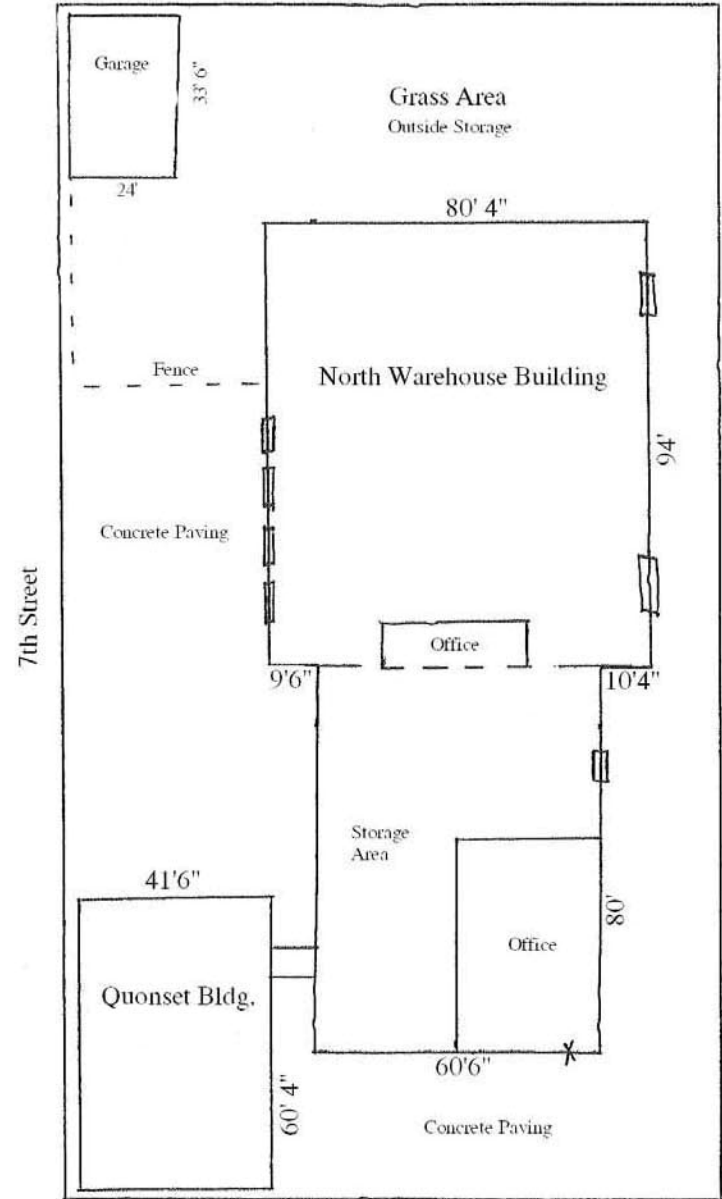 Garage
33' 6"
24'
Grass Area
Outside Storage
80' 4"
Fence
North Warehouse Building
94'
Concrete Paving
7th Street
Office
9'6"
10'4"
Storage
Area
41'6"
80'
Office
Quonset Bldg.
60' 4"
60'6"
Concrete Paving